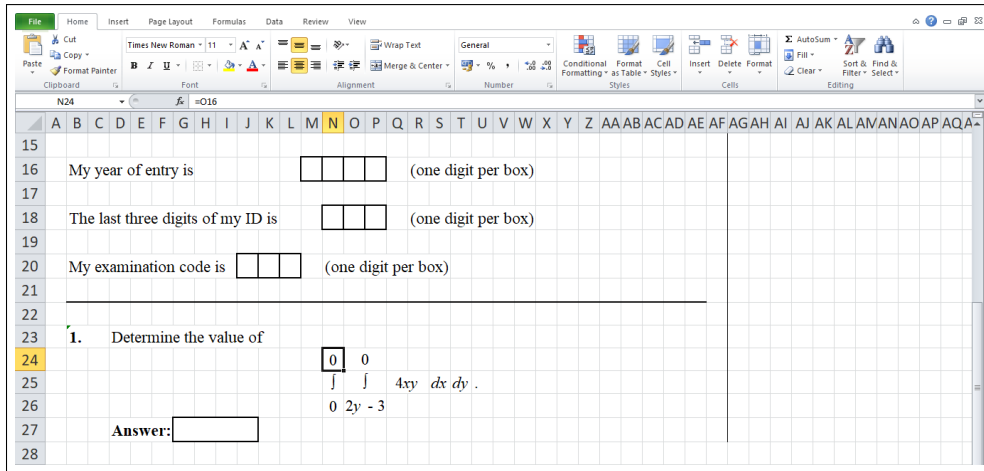 File Home Insert Page Layout Formulas Data Review View
Cut
Copy
Format Painter
Paste
Times New Roman 11 A A
B I U A
Wrap Text
Merge & Center
General
% ,
Conditional Formatting
Format as Table
Cell Styles
Insert Delete Format
Σ AutoSum
Fill
Clear
Sort & Filter
Find & Select
Clipboard Font Alignment Number Styles Cells Editing
N24 fx =O16
A B C D E F G H I J K L M N O P Q R S T U V W X Y Z AA AB AC AD AE AF AG AH AI AJ AK AL AM AN AO AP AQ
15
16 My year of entry is (one digit per box)
17
18 The last three digits of my ID is (one digit per box)
19
20 My examination code is (one digit per box)
21
22
23 1. Determine the value of
24 0 0
25 ∫ ∫ 4xy dx dy .
26 0 2y - 3
27 Answer:
28